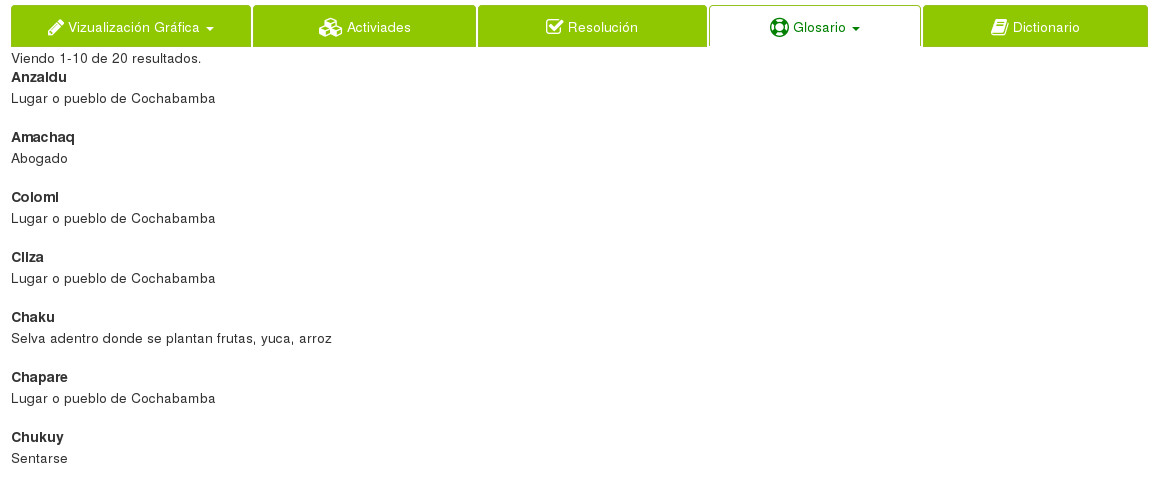 Vizualización Gráfica
Activiades
Resolución
Glosario
Dictionario
Viendo 1-10 de 20 resultados.
Anzaldu
Lugar o pueblo de Cochabamba
Amachaq
Abogado
Colomi
Lugar o pueblo de Cochabamba
Cliza
Lugar o pueblo de Cochabamba
Chaku
Selva adentro donde se plantan frutas, yuca, arroz
Chapare
Lugar o pueblo de Cochabamba
Chukuy
Sentarse